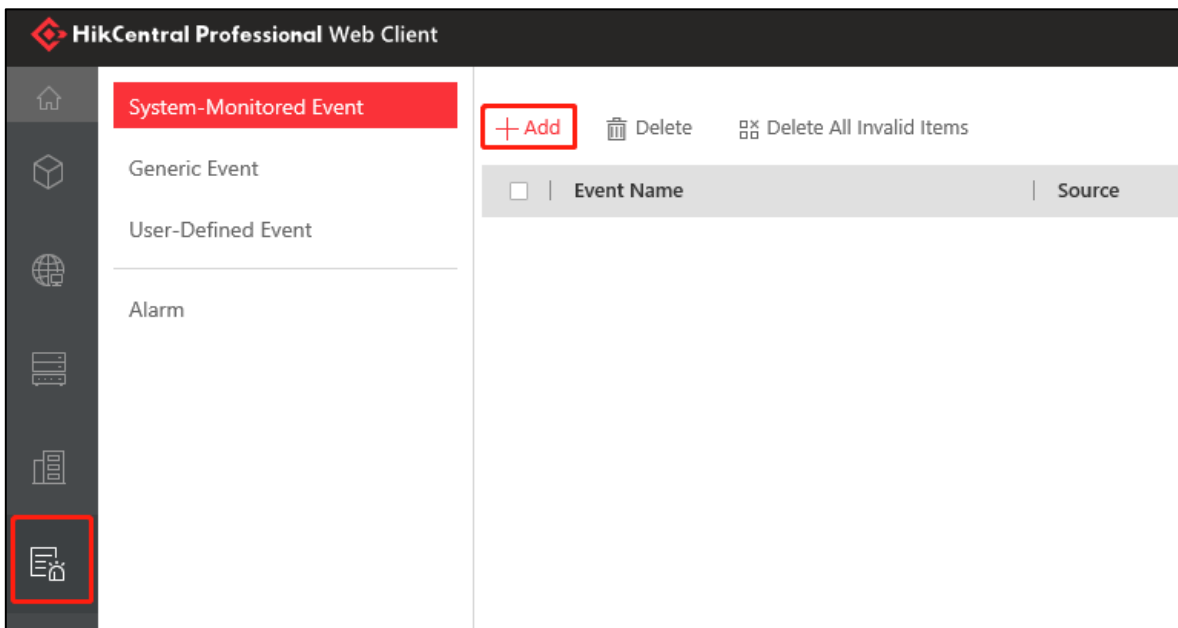 HikCentral Professional Web Client
System-Monitored Event
Generic Event
User-Defined Event
Alarm
Add Delete Delete All Invalid Items
Event Name Source